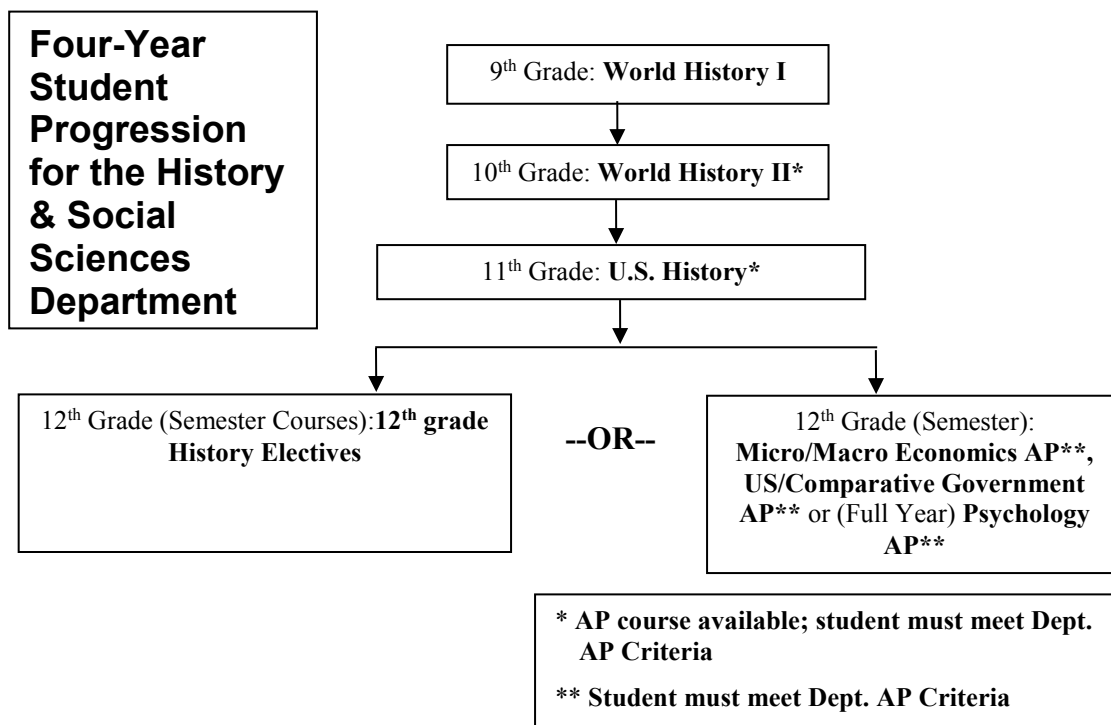 Four-Year
Student
Progression
for the History
& Social
Sciences
Department
9th Grade: World History I
10th Grade: World History II*
11th Grade: U.S. History*
12th Grade (Semester Courses):12th grade
History Electives
--OR--
12th Grade (Semester):
Micro/Macro Economics AP**,
US/Comparative Government
AP** or (Full Year) Psychology
AP**
* AP course available; student must meet Dept.
AP Criteria
** Student must meet Dept. AP Criteria